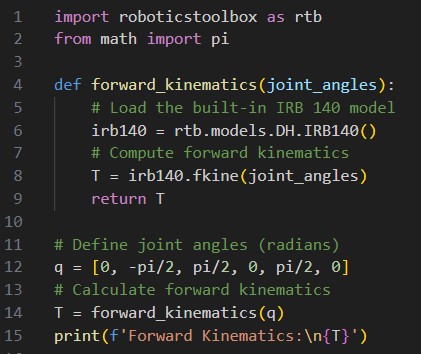 1 import roboticstoolbox as rtb
2 from math import pi
3
4 def forward_kinematics(joint_angles):
5     # Load the built-in IRB 140 model
6     irb140 = rtb.models.DH.IRB140()
7     # Compute forward kinematics
8     T = irb140.fkine(joint_angles)
9     return T
10
11 # Define joint angles (radians)
12 q = [0, -pi/2, pi/2, 0, pi/2, 0]
13 # Calculate forward kinematics
14 T = forward_kinematics(q)
15 print(f'Forward Kinematics:\n{T}')